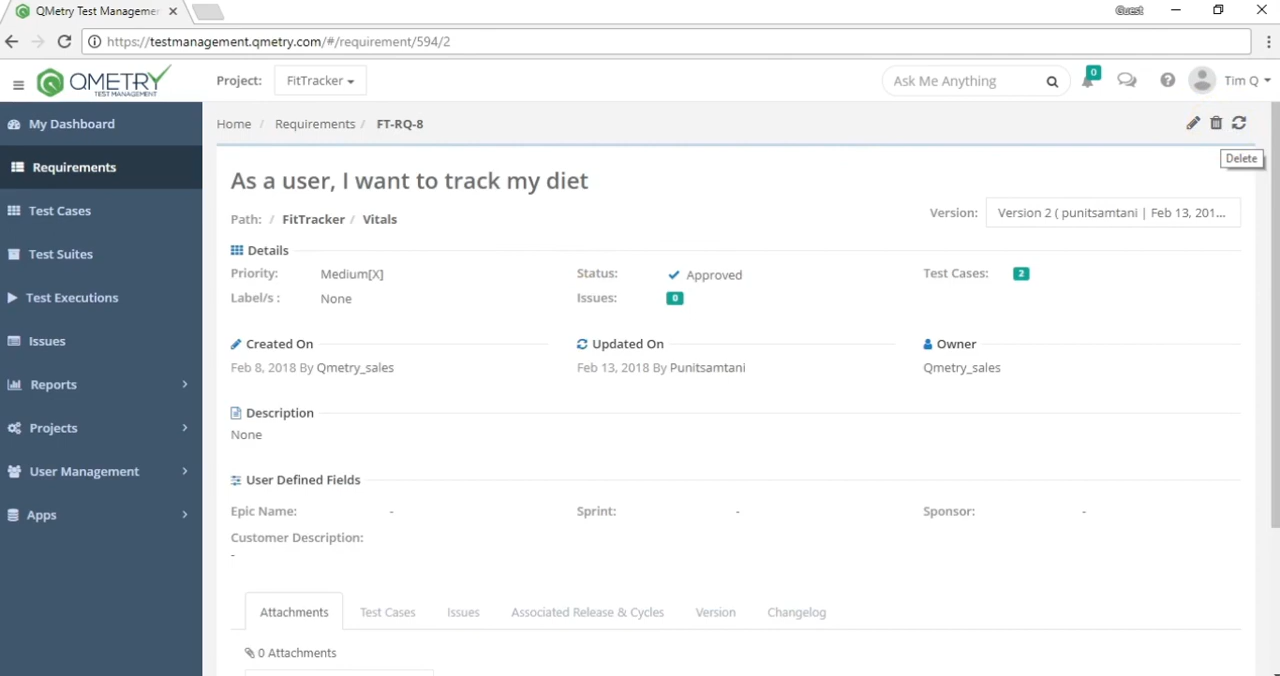 QMetry Test Managemen
Guest
https://testmanagement.qmetry.com/#/requirement/594/2
QMETRY
TEST MANAGEMENT
Project: FitTracker
Ask Me Anything
0
Tim Q
My Dashboard
Requirements
Test Cases
Test Suites
Test Executions
Issues
Reports
Projects
User Management
Apps
Home / Requirements / FT-RQ-8
Delete
As a user, I want to track my diet
Path: / FitTracker / Vitals
Version: Version 2 ( punitsamtani | Feb 13, 201...
Details
Priority: Medium[X] Status: Approved Test Cases: 2
Label/s : None Issues: 0
Created On Updated On Owner
Feb 8, 2018 By Qmetry_sales Feb 13, 2018 By Punitsamtani Qmetry_sales
Description
None
User Defined Fields
Epic Name: - Sprint: - Sponsor: -
Customer Description:
-
Attachments Test Cases Issues Associated Release & Cycles Version Changelog
0 Attachments